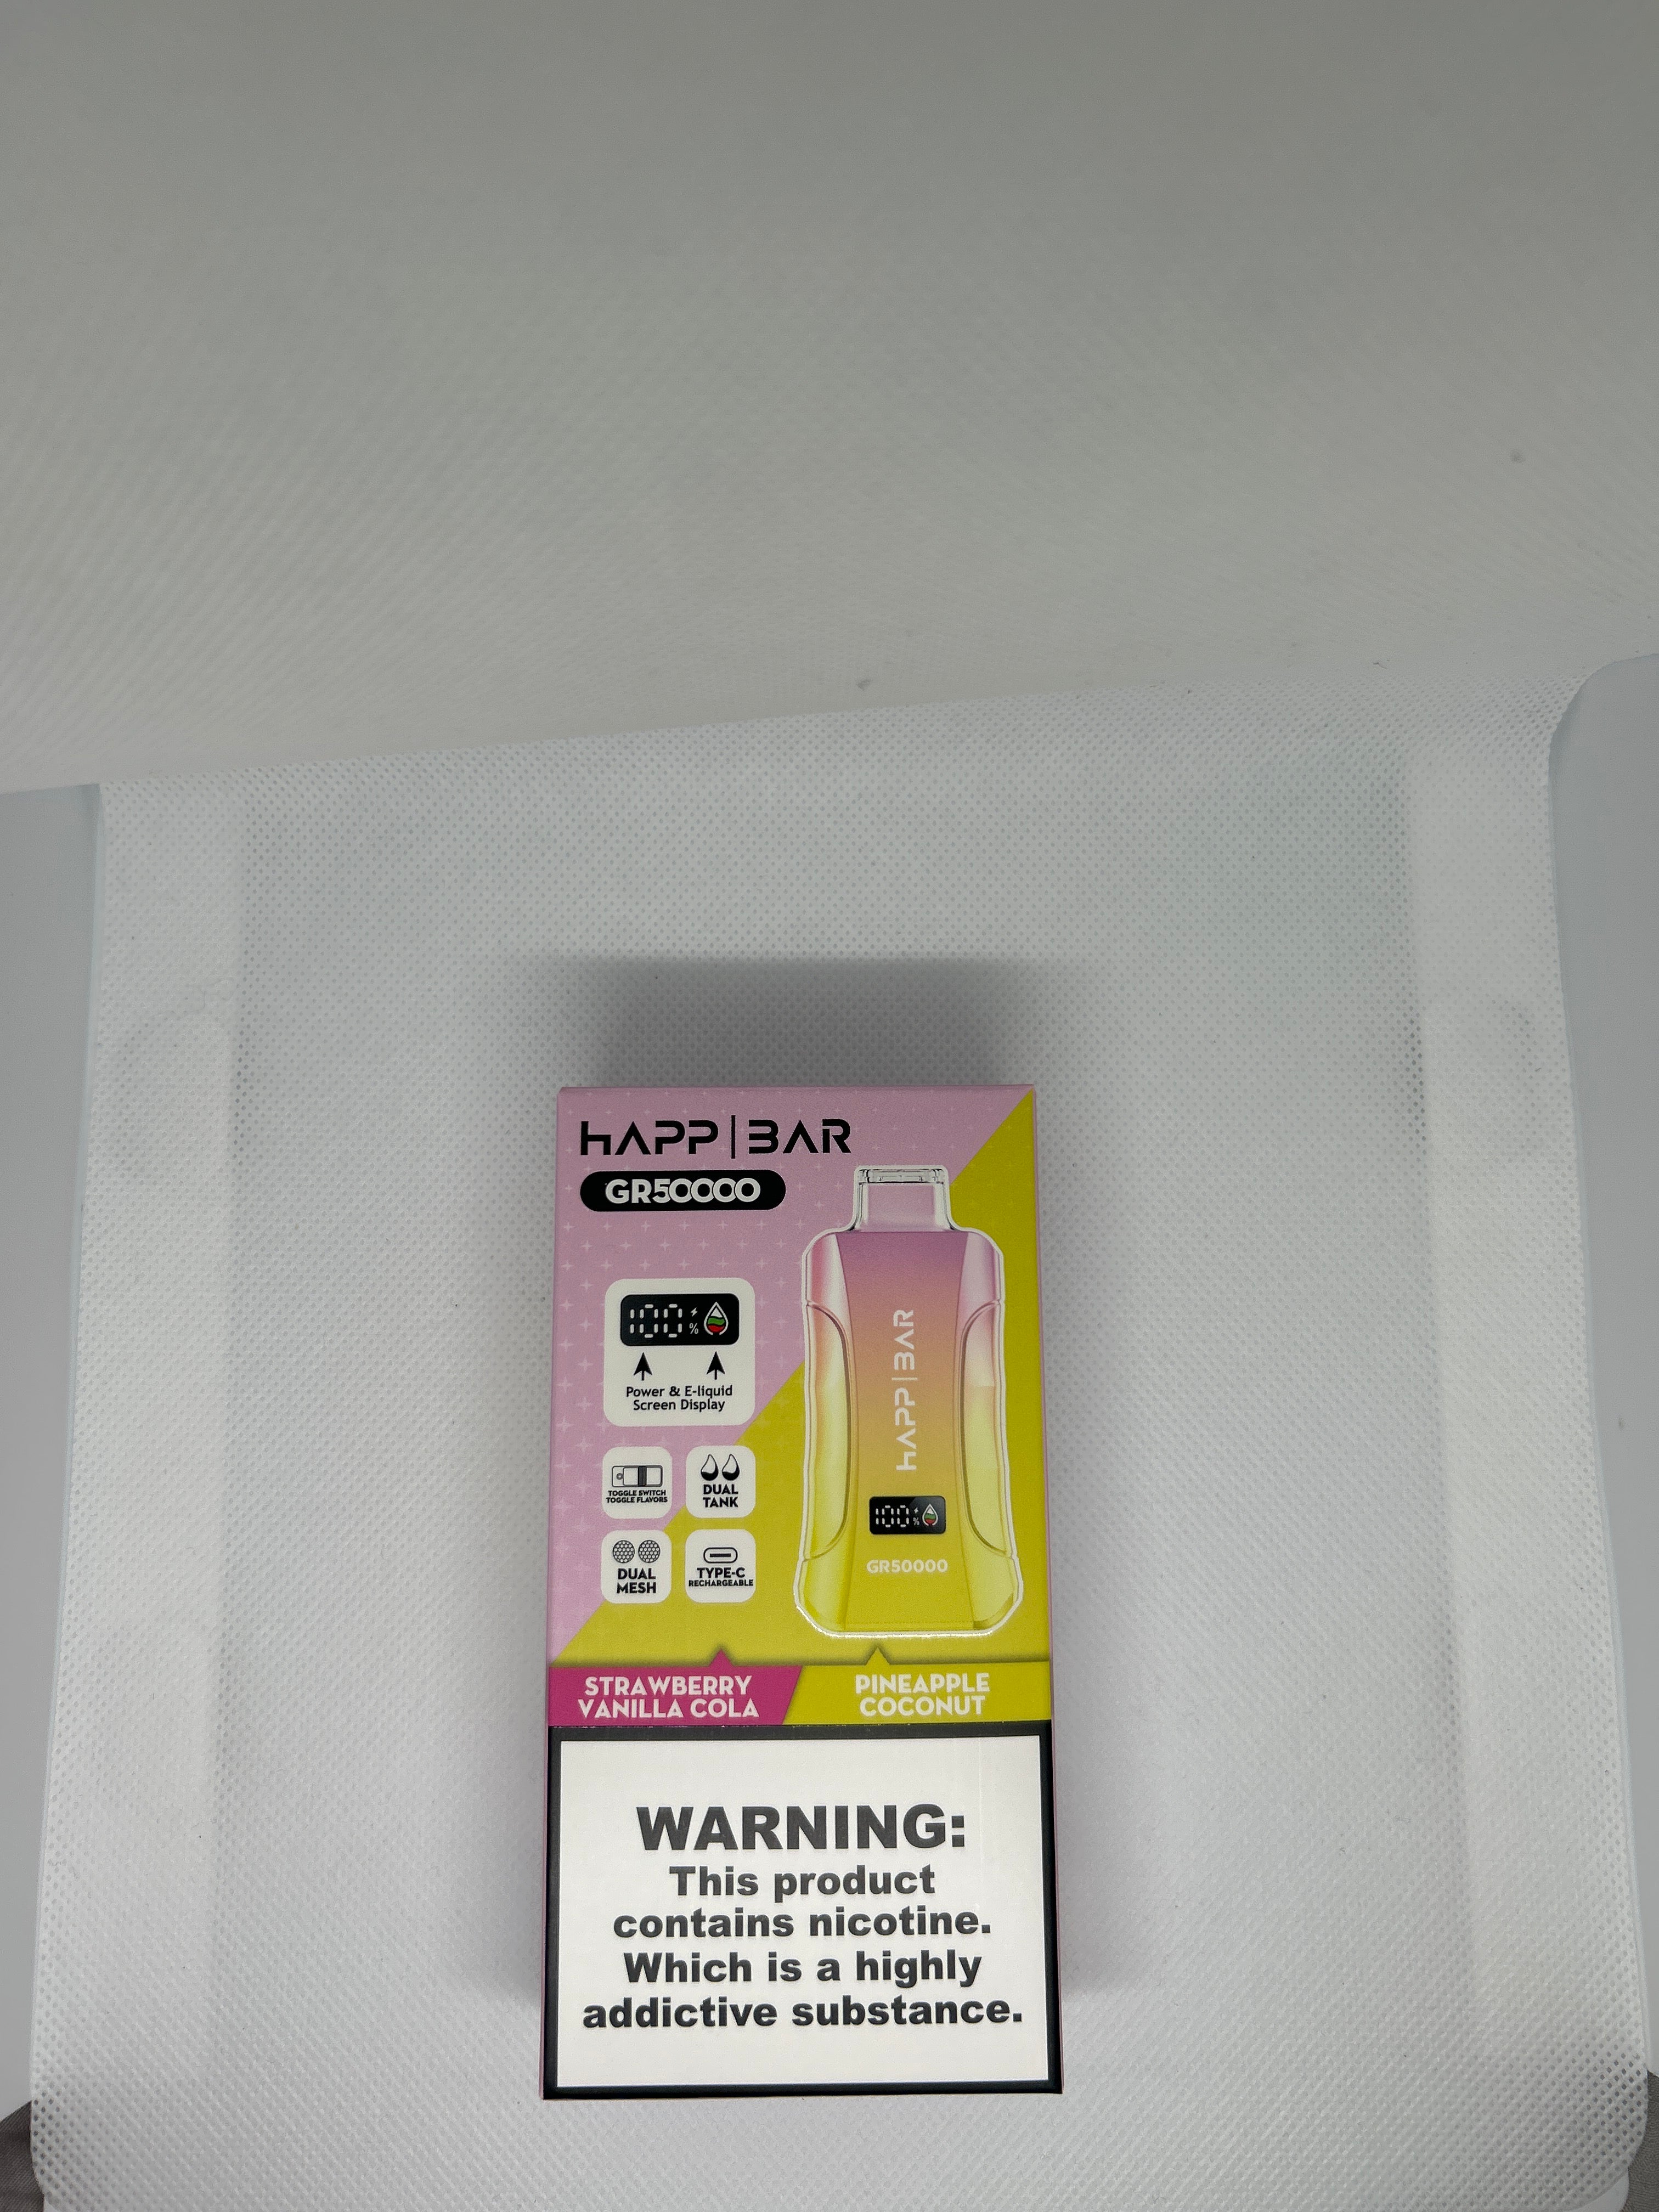 HAPP|BAR
GR50000
100%
Power & E-liquid
Screen Display
TOGGLE SWITCH
TOGGLE FLAVORS
DUAL
TANK
DUAL
MESH
TYPE-C
RECHARGEABLE
HAPP|BAR
100%
GR50000
STRAWBERRY
VANILLA COLA
PINEAPPLE
COCONUT
WARNING:
This product
contains nicotine.
Which is a highly
addictive substance.